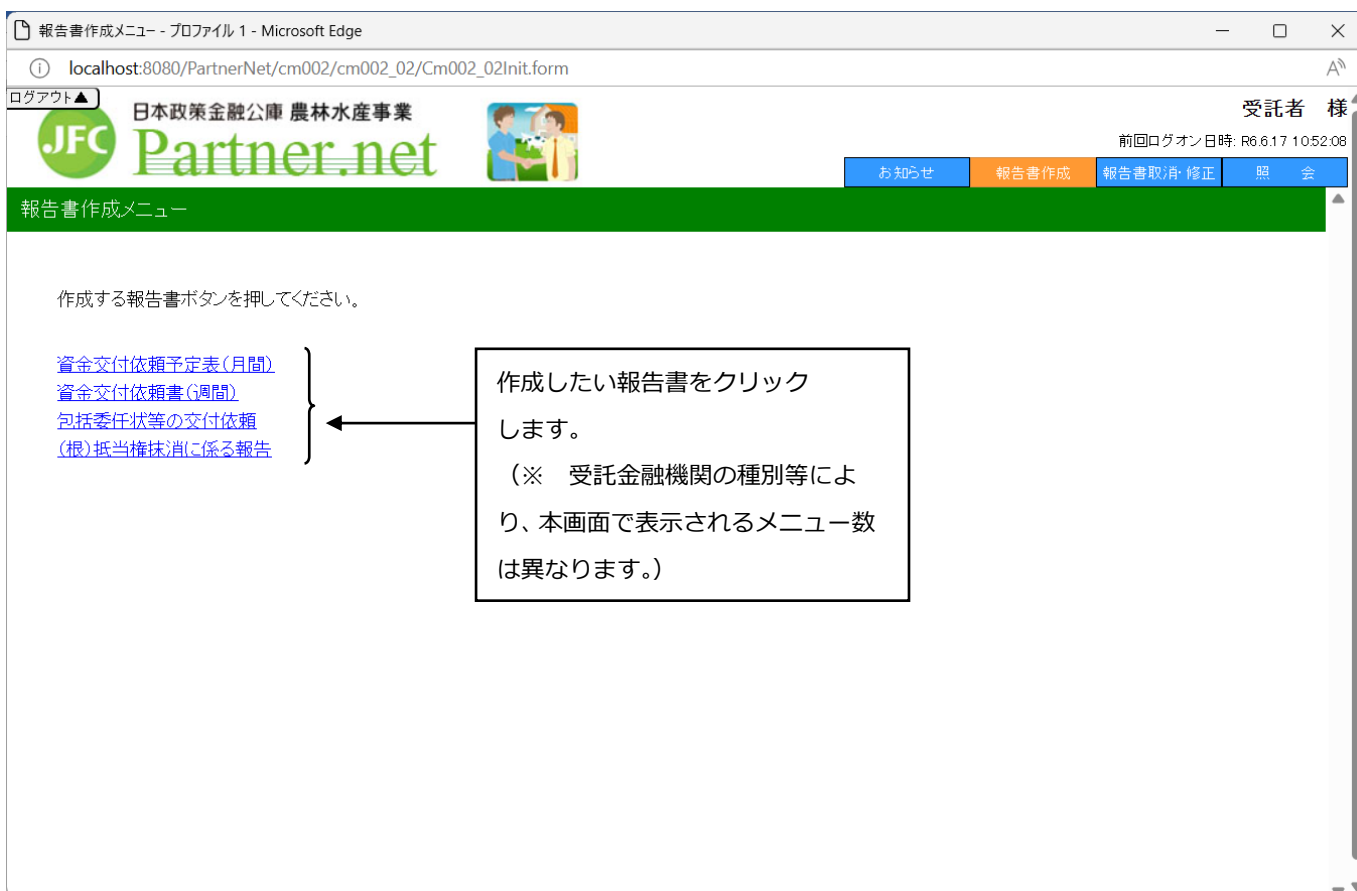 報告書作成メニュー - プロファイル 1 - Microsoft Edge
localhost:8080/PartnerNet/cm002/cm002_02/Cm002_02Init.form
ログアウト▲
JFC
日本政策金融公庫 農林水産事業
Partner.net
受託者 様
前回ログオン日時: R6.6.17 10:52:08
お知らせ 報告書作成 報告書取消・修正 照 会
報告書作成メニュー
作成する報告書ボタンを押してください。
資金交付依頼予定表(月間)
資金交付依頼書(週間)
包括委任状等の交付依頼
(根)抵当権抹消に係る報告
作成したい報告書をクリック
します。
(※ 受託金融機関の種別等によ
り、本画面で表示されるメニュー数
は異なります。)